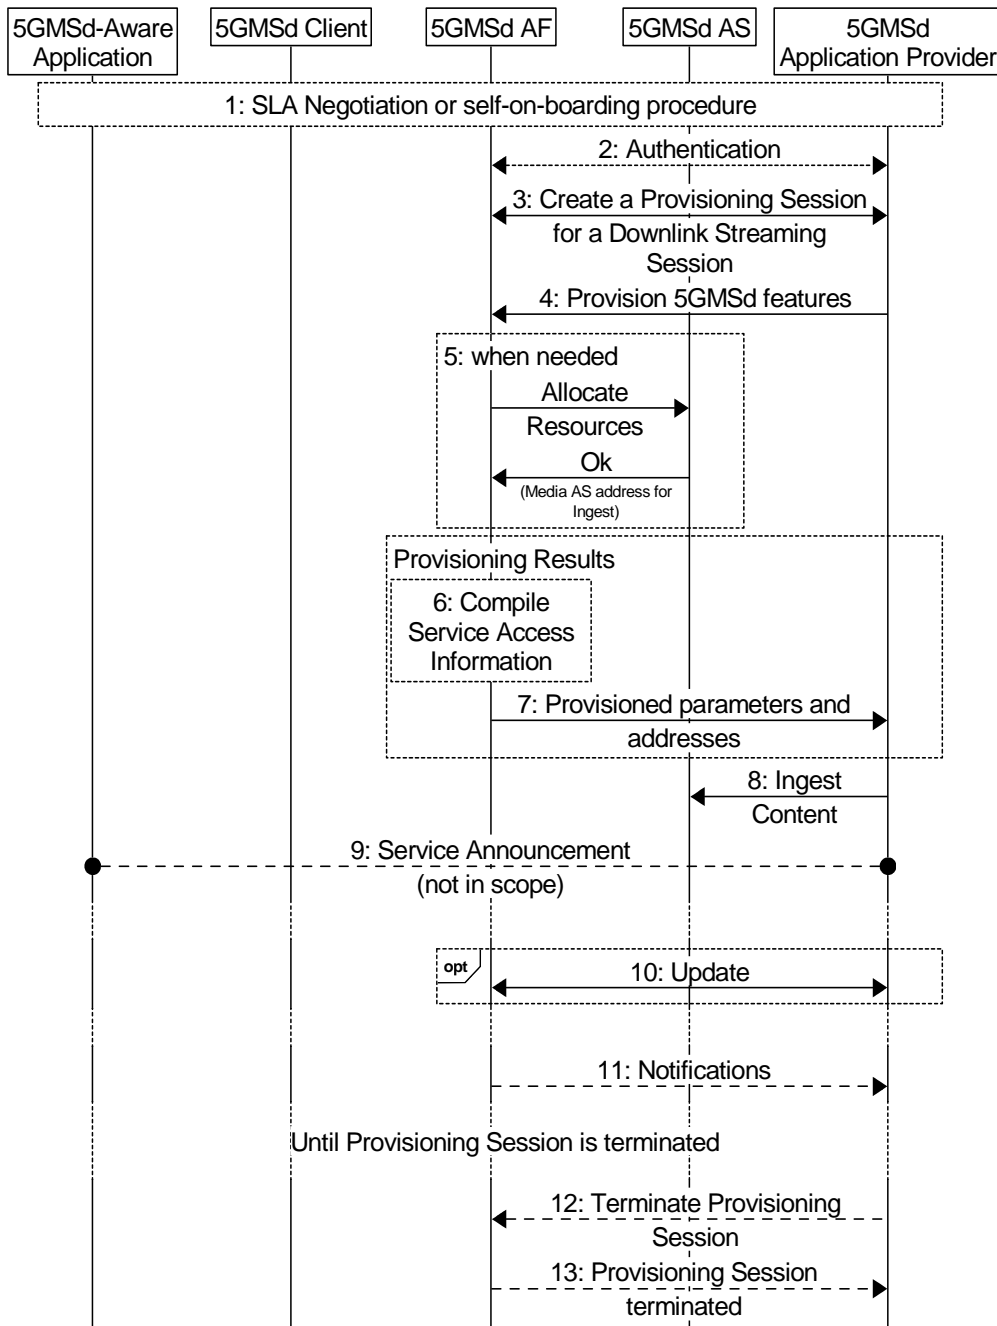 5GMSd-Aware
Application
5GMSd Client
5GMSd AF
5GMSd AS
5GMSd
Application Provider
1: SLA Negotiation or self-on-boarding procedure
2: Authentication
3: Create a Provisioning Session
for a Downlink Streaming
Session
4: Provision 5GMSd features
5: when needed
Allocate
Resources
Ok
(Media AS address for
Ingest)
Provisioning Results
6: Compile
Service Access
Information
7: Provisioned parameters and
addresses
8: Ingest
Content
9: Service Announcement
(not in scope)
opt
10: Update
11: Notifications
Until Provisioning Session is terminated
12: Terminate Provisioning
Session
13: Provisioning Session
terminated